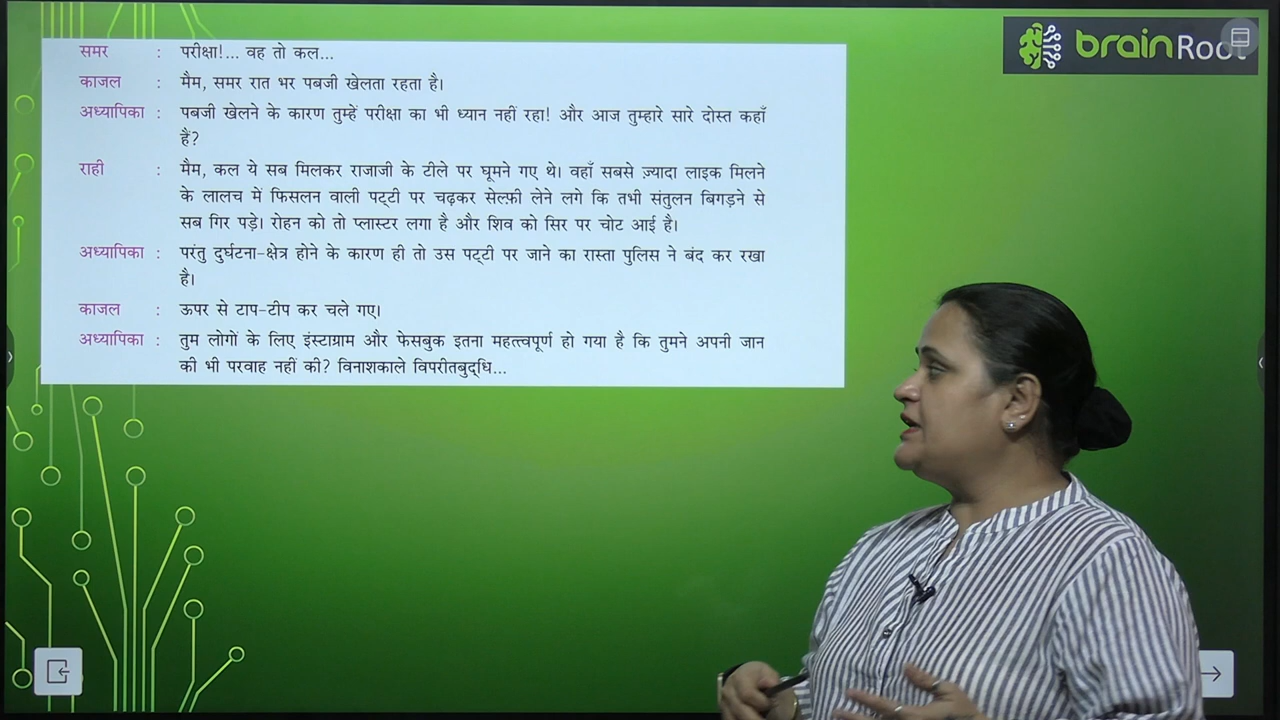 brainRoot
समर : परीक्षा!... वह तो कल...
काजल : मैम, समर रात भर पबजी खेलता रहता है।
अध्यापिका : पबजी खेलने के कारण तुम्हें परीक्षा का भी ध्यान नहीं रहा! और आज तुम्हारे सारे दोस्त कहाँ
हैं?
राही : मैम, कल ये सब मिलकर राजाजी के टीले पर घूमने गए थे। वहाँ सबसे ज़्यादा लाइक मिलने
के लालच में फिसलन वाली पट्टी पर चढ़कर सेल्फ़ी लेने लगे कि तभी संतुलन बिगड़ने से
सब गिर पड़े। रोहन को तो प्लास्टर लगा है और शिव को सिर पर चोट आई है।
अध्यापिका : परंतु दुर्घटना-क्षेत्र होने के कारण ही तो उस पट्टी पर जाने का रास्ता पुलिस ने बंद कर रखा
है।
काजल : ऊपर से टाप-टीप कर चले गए।
अध्यापिका : तुम लोगों के लिए इंस्टाग्राम और फेसबुक इतना महत्त्वपूर्ण हो गया है कि तुमने अपनी जान
की भी परवाह नहीं की? विनाशकाले विपरीतबुद्धि...